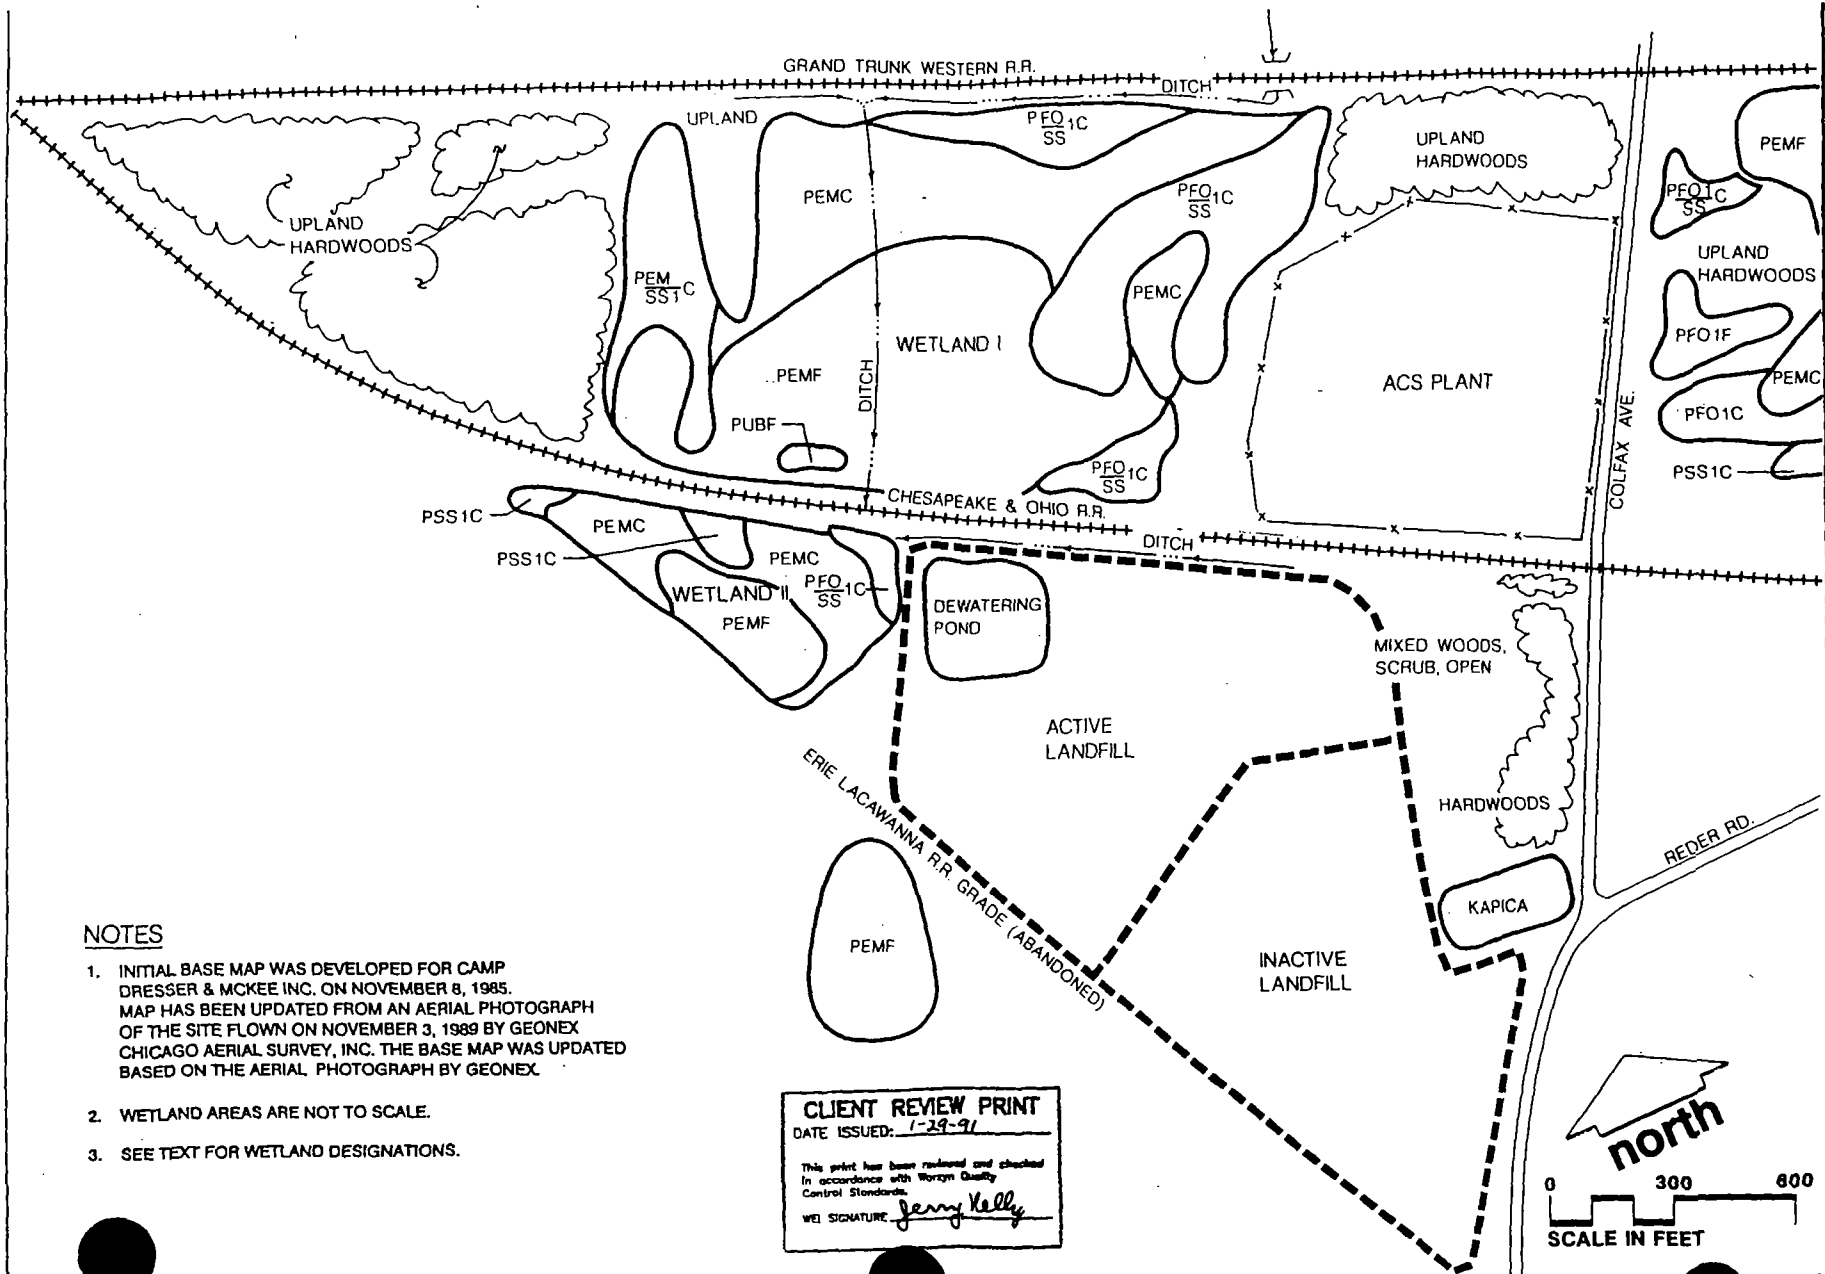 GRAND TRUNK WESTERN R.R.
DITCH
UPLAND
PFO 1C
SS
UPLAND
HARDWOODS
PEMF
PEMC
PFO 1C
SS
PFO1C
SS
UPLAND
HARDWOODS
UPLAND
HARDWOODS
PEM C
SS1
PEMC
WETLAND I
PFO1F
PEMF
DITCH
ACS PLANT
PEMC
PUBF
COLFAX AVE.
PFO1C
PFO 1C
SS
PSS1C
CHESAPEAKE & OHIO R.R.
PSS1C
PEMC
DITCH
PSS1C
PEMC
PFO 1C
SS
WETLAND II
PEMF
DEWATERING
POND
MIXED WOODS,
SCRUB, OPEN
ACTIVE
LANDFILL
ERIE LACAWANNA R.R. GRADE (ABANDONED)
HARDWOODS
REDER RD.
KAPICA
PEMF
INACTIVE
LANDFILL
NOTES
1. INITIAL BASE MAP WAS DEVELOPED FOR CAMP
DRESSER & MCKEE INC. ON NOVEMBER 8, 1985.
MAP HAS BEEN UPDATED FROM AN AERIAL PHOTOGRAPH
OF THE SITE FLOWN ON NOVEMBER 3, 1989 BY GEONEX
CHICAGO AERIAL SURVEY, INC. THE BASE MAP WAS UPDATED
BASED ON THE AERIAL PHOTOGRAPH BY GEONEX.
2. WETLAND AREAS ARE NOT TO SCALE.
3. SEE TEXT FOR WETLAND DESIGNATIONS.
CLIENT REVIEW PRINT
DATE ISSUED: 1-29-91
This print has been reviewed and checked
in accordance with Warzyn Quality
Control Standards.
WEI SIGNATURE Jerry Kelly
north
0 300 600
SCALE IN FEET